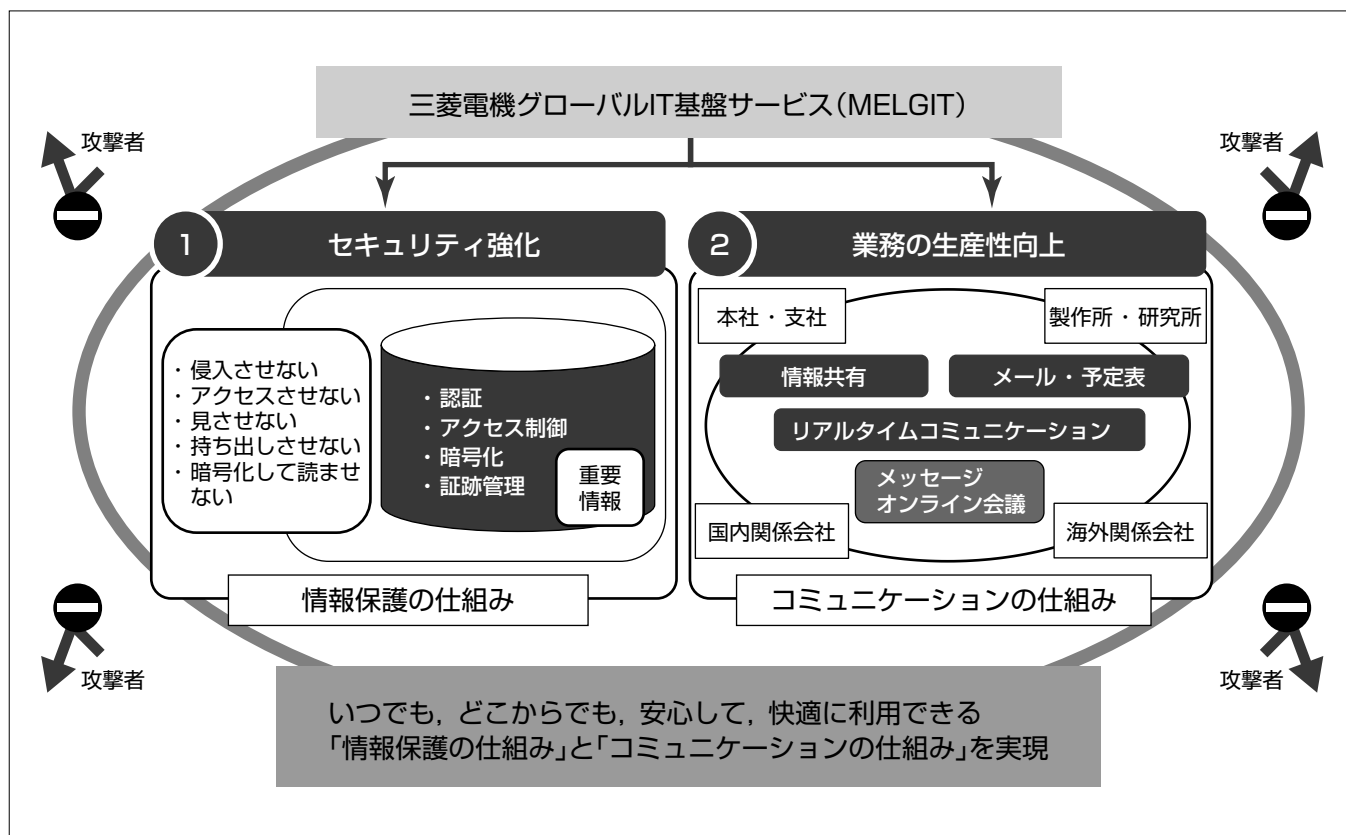 三菱電機グローバルIT基盤サービス(MELGIT)
攻撃者
攻撃者
1
セキュリティ強化
・侵入させない
・アクセスさせない
・見させない
・持ち出しさせない
・暗号化して読ませ
ない
・認証
・アクセス制御
・暗号化
・証跡管理
重要
情報
情報保護の仕組み
2
業務の生産性向上
本社・支社
製作所・研究所
情報共有
メール・予定表
リアルタイムコミュニケーション
メッセージ
オンライン会議
国内関係会社
海外関係会社
コミュニケーションの仕組み
攻撃者
攻撃者
いつでも,どこからでも,安心して,快適に利用できる
「情報保護の仕組み」と「コミュニケーションの仕組み」を実現